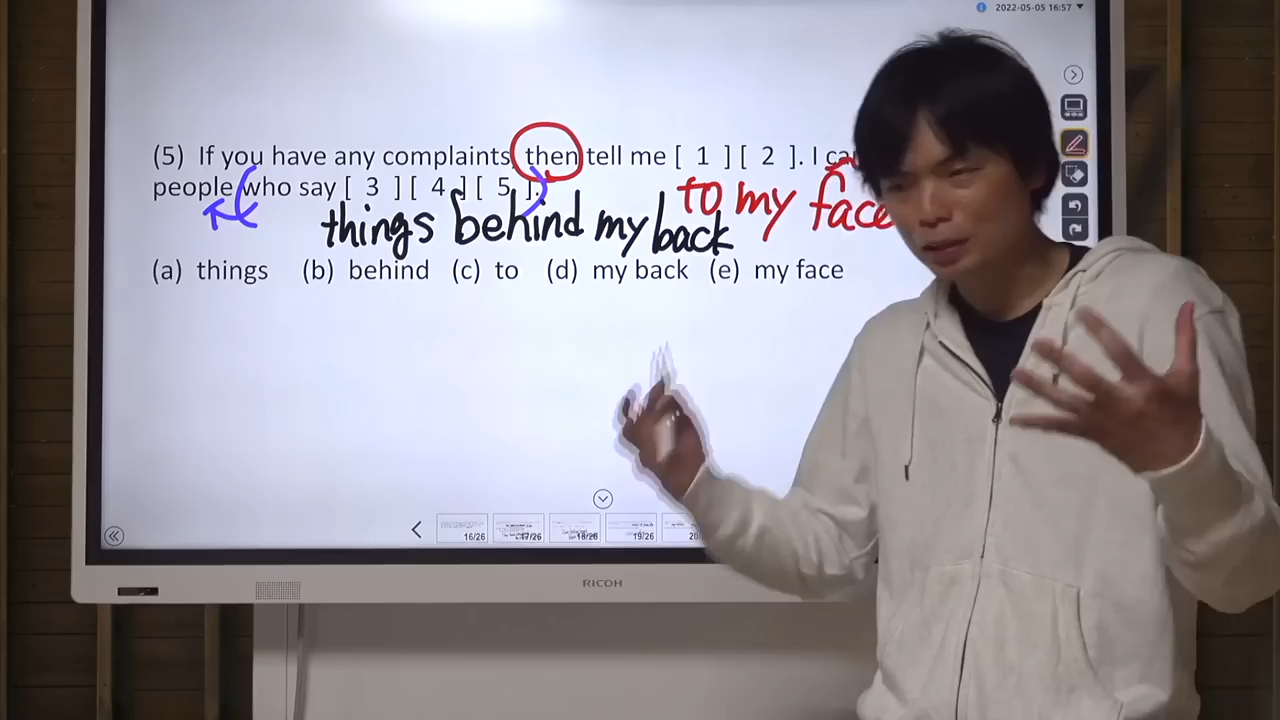 2022-05-05 16:57
(5) If you have any complaints, then tell me [ 1 ] [ 2 ]. I
people who say [ 3 ] [ 4 ] [ 5 ].
to my face
things behind my back
(a) things (b) behind (c) to (d) my back (e) my face
16/26 17/26 18/26 19/26
RICOH